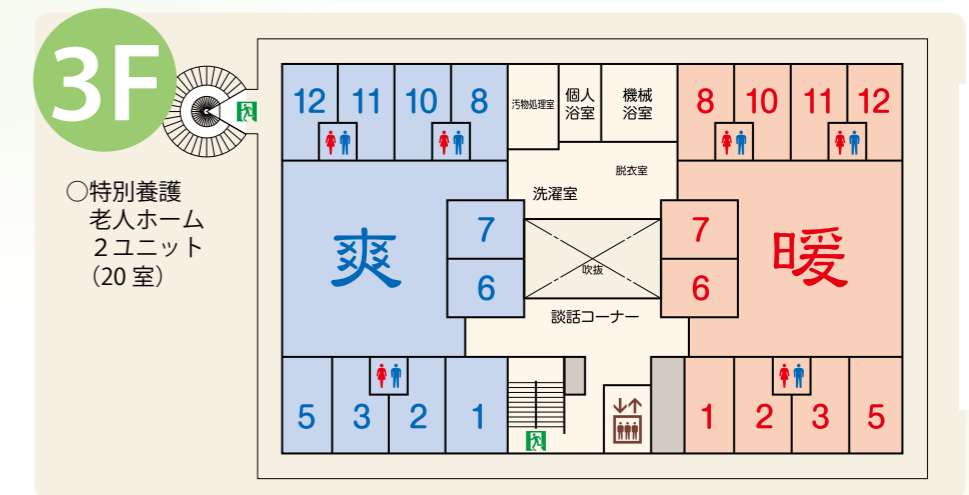 3F
○特別養護
老人ホーム
2ユニット
（20 室）
12 11 10 8
汚物処理室
個人
浴室
機械
浴室
8 10 11 12
脱衣室
洗濯室
爽
7
6
吹抜
7
6
暖
談話コーナー
5 3 2 1
1 2 3 5